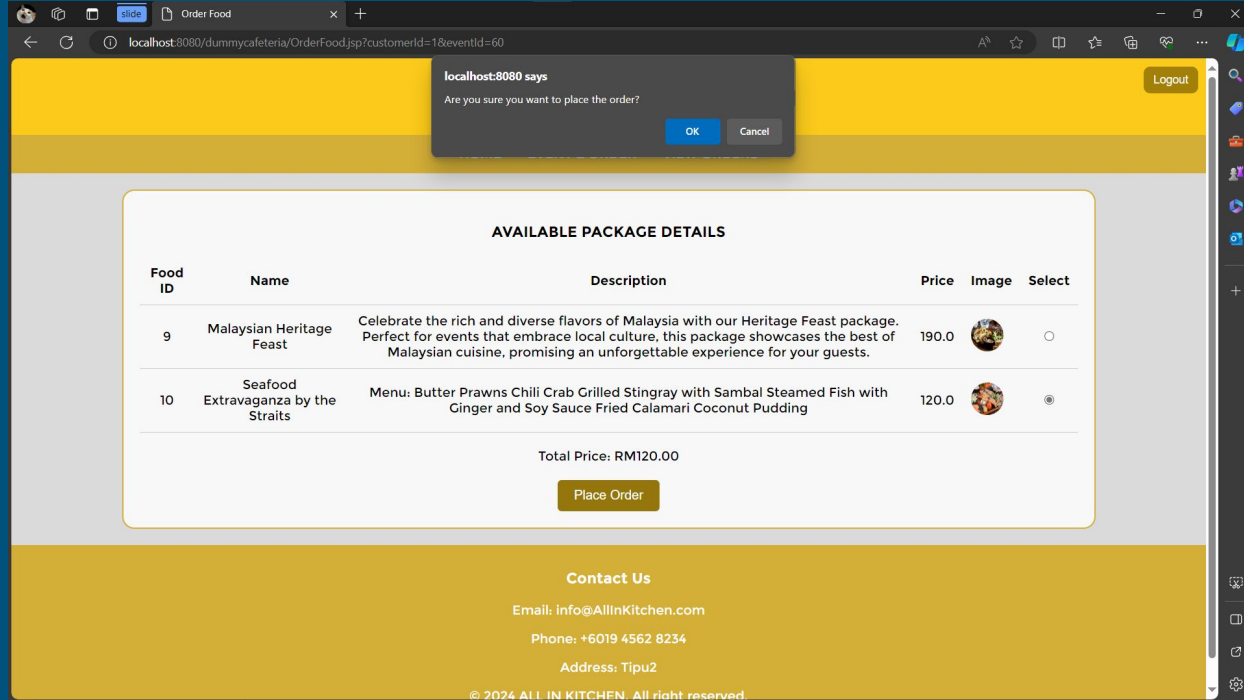 slide
Order Food
localhost:8080/dummycafeteria/OrderFood.jsp?customerId=1&eventId=60
localhost:8080 says
Are you sure you want to place the order?
OK
Cancel
Logout
AVAILABLE PACKAGE DETAILS
Food
ID
Name
Description
Price
Image
Select
9
Malaysian Heritage
Feast
Celebrate the rich and diverse flavors of Malaysia with our Heritage Feast package.
Perfect for events that embrace local culture, this package showcases the best of
Malaysian cuisine, promising an unforgettable experience for your guests.
190.0
10
Seafood
Extravaganza by the
Straits
Menu: Butter Prawns Chili Crab Grilled Stingray with Sambal Steamed Fish with
Ginger and Soy Sauce Fried Calamari Coconut Pudding
120.0
Total Price: RM120.00
Place Order
Contact Us
Email: info@AllInKitchen.com
Phone: +6019 4562 8234
Address: Tipu2
© 2024 ALL IN KITCHEN. All right reserved.